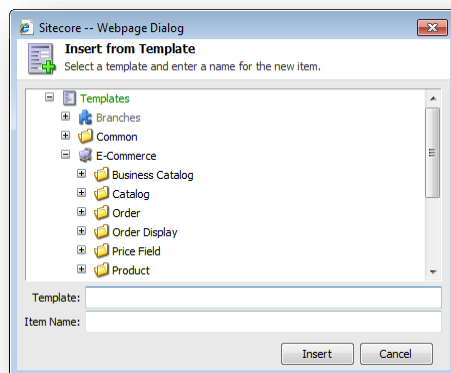 Sitecore -- Webpage Dialog
Insert from Template
Select a template and enter a name for the new item.
Templates
Branches
Common
E-Commerce
Business Catalog
Catalog
Order
Order Display
Price Field
Product
Template:
Item Name:
Insert Cancel